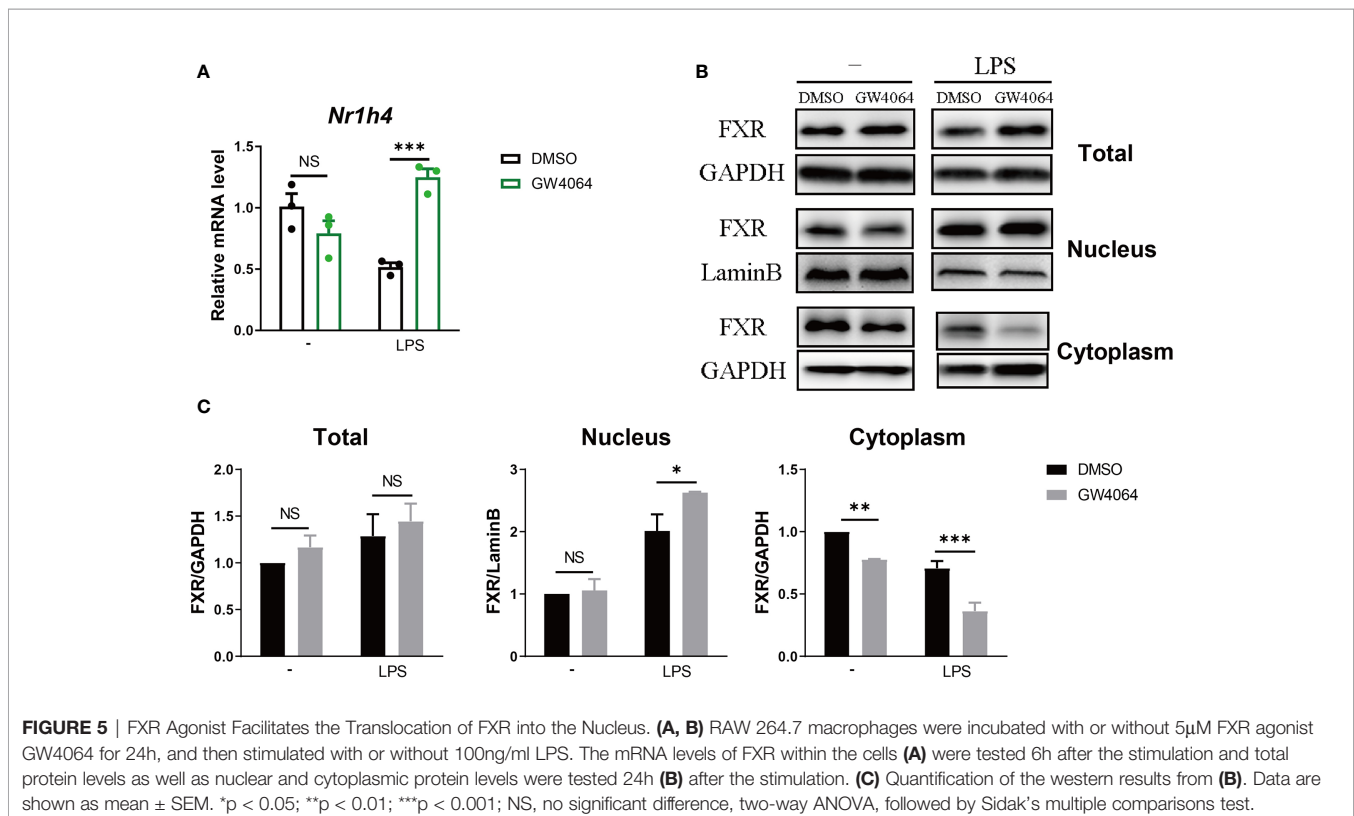 A
Nr1h4
Relative mRNA level
1.5
1.0
0.5
0.0
NS
***
-
LPS
DMSO
GW4064
B
– LPS
DMSO GW4064 DMSO GW4064
FXR
GAPDH
Total
FXR
LaminB
Nucleus
FXR
GAPDH
Cytoplasm
C
Total
FXR/GAPDH
2.0
1.5
1.0
0.5
0.0
NS
NS
-
LPS
Nucleus
FXR/LaminB
3
2
1
0
NS
*
-
LPS
Cytoplasm
FXR/GAPDH
1.5
1.0
0.5
0.0
**
***
-
LPS
DMSO
GW4064
FIGURE 5 | FXR Agonist Facilitates the Translocation of FXR into the Nucleus. (A, B) RAW 264.7 macrophages were incubated with or without 5μM FXR agonist
GW4064 for 24h, and then stimulated with or without 100ng/ml LPS. The mRNA levels of FXR within the cells (A) were tested 6h after the stimulation and total
protein levels as well as nuclear and cytoplasmic protein levels were tested 24h (B) after the stimulation. (C) Quantification of the western results from (B). Data are
shown as mean ± SEM. *p < 0.05; **p < 0.01; ***p < 0.001; NS, no significant difference, two-way ANOVA, followed by Sidak's multiple comparisons test.